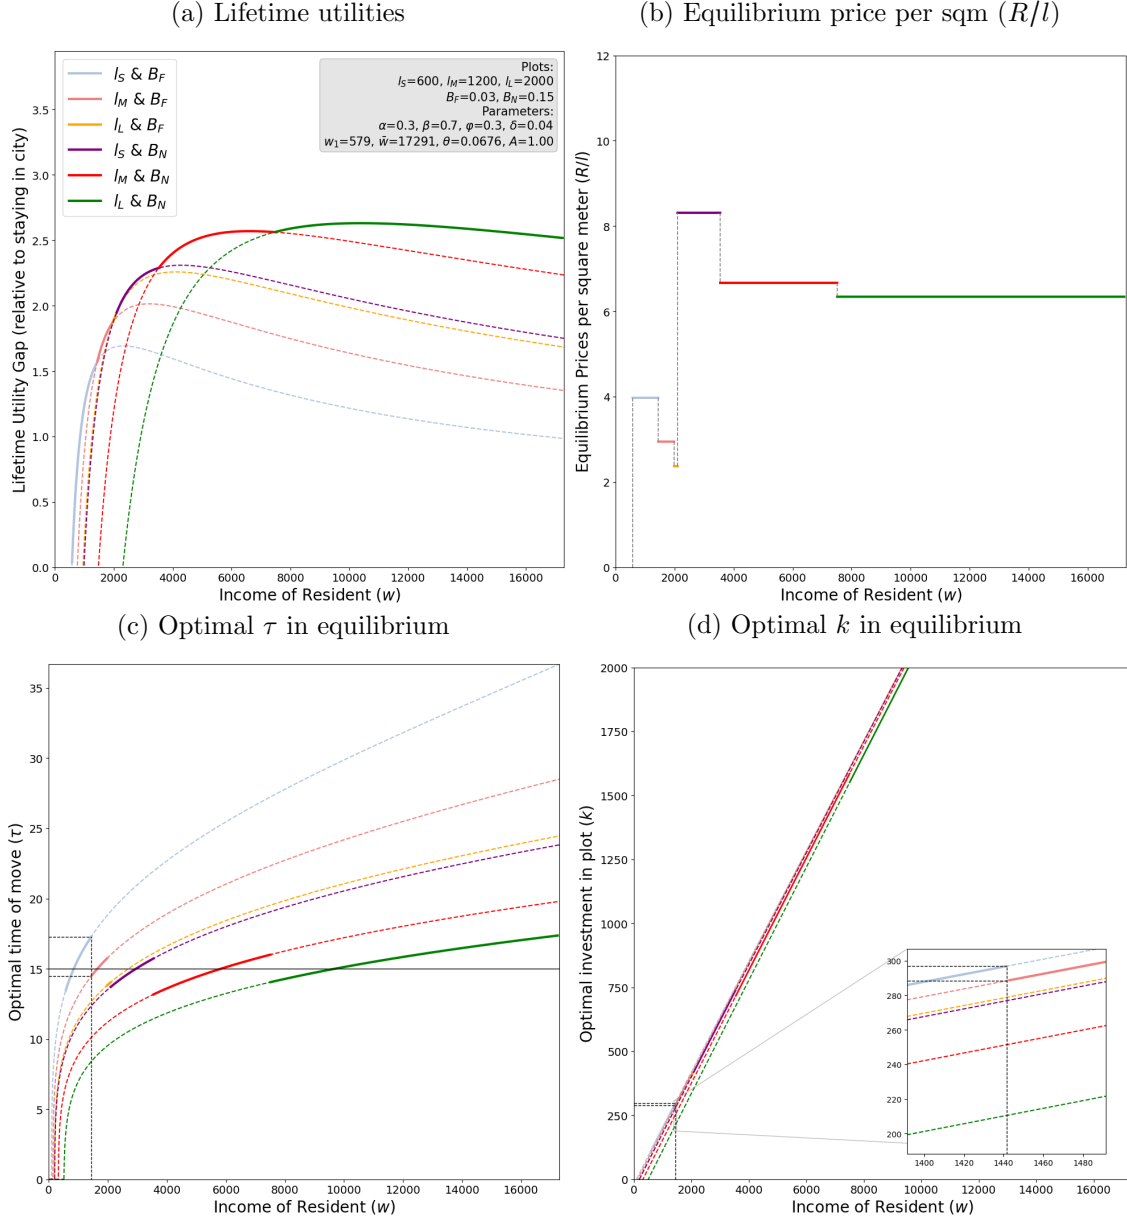 (a) Lifetime utilities
Lifetime Utility Gap (relative to staying in city)
3.5
3.0
2.5
2.0
1.5
1.0
0.5
0.0
l_S & B_F
l_M & B_F
l_L & B_F
l_S & B_N
l_M & B_N
l_L & B_N
Plots:
l_S=600, l_M=1200, l_L=2000
B_F=0.03, B_N=0.15
Parameters:
α=0.3, β=0.7, φ=0.3, δ=0.04
w_1=579, w̄=17291, θ=0.0676, A=1.00
0 2000 4000 6000 8000 10000 12000 14000 16000
Income of Resident (w)
(b) Equilibrium price per sqm (R/l)
Equilibrium Prices per square meter (R/l)
12
10
8
6
4
2
0
0 2000 4000 6000 8000 10000 12000 14000 16000
Income of Resident (w)
(c) Optimal τ in equilibrium
Optimal time of move (τ)
35
30
25
20
15
10
5
0
0 2000 4000 6000 8000 10000 12000 14000 16000
Income of Resident (w)
(d) Optimal k in equilibrium
Optimal investment in plot (k)
2000
1750
1500
1250
1000
750
500
250
0
300
280
260
240
220
200
1400 1420 1440 1460 1480
0 2000 4000 6000 8000 10000 12000 14000 16000
Income of Resident (w)